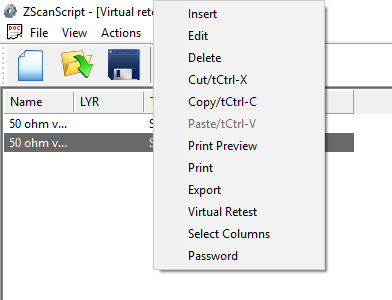 ZScanScript - [Virtual rete
File View Actions
Name LYR T
50 ohm v... S
50 ohm v... S
Insert
Edit
Delete
Cut/tCtrl-X
Copy/tCtrl-C
Paste/tCtrl-V
Print Preview
Print
Export
Virtual Retest
Select Columns
Password